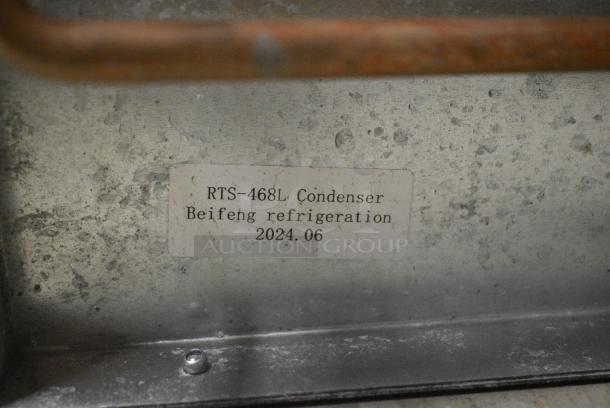 RTS-468L Condenser
Beifeng refrigeration
2024.06
AUCTION GROUP